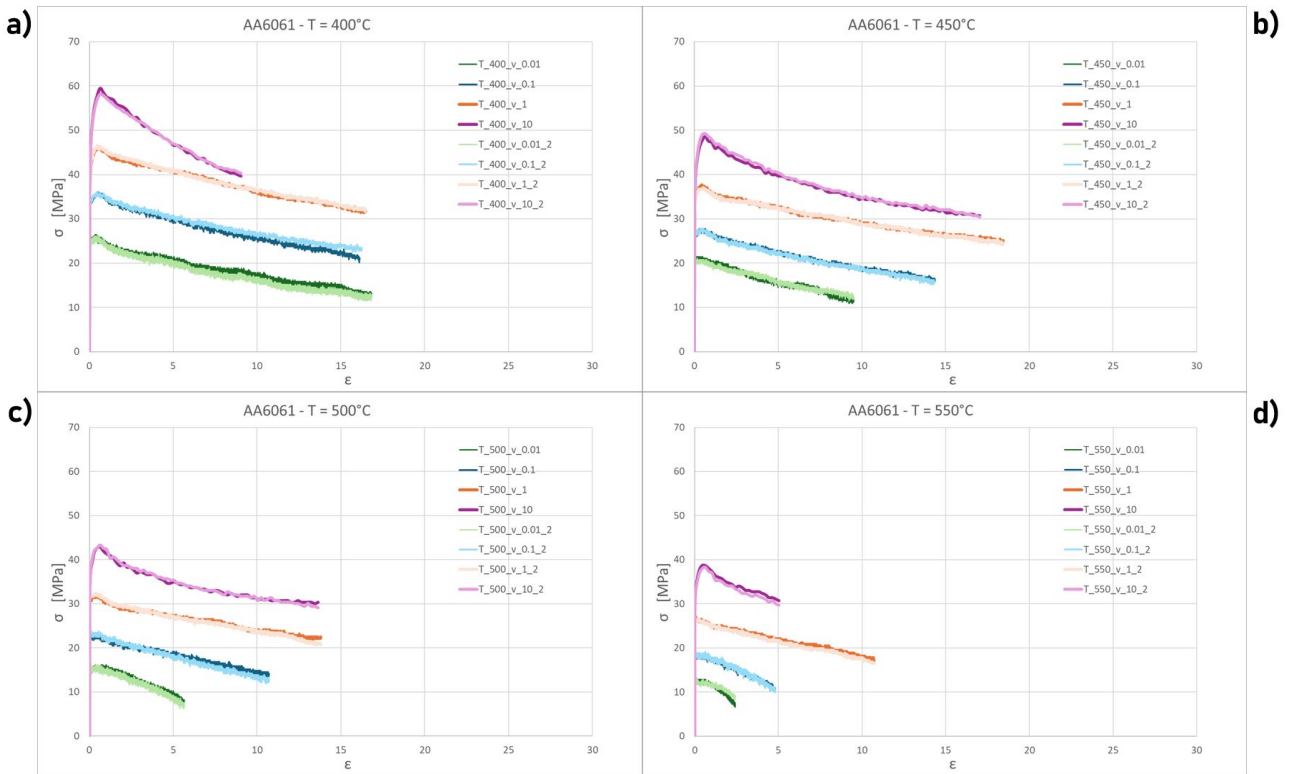 a)
AA6061 - T = 400°C
70
60
50
40
30
20
10
0
σ [MPa]
0 5 10 15 20 25 30
ε
T_400_v_0.01
T_400_v_0.1
T_400_v_1
T_400_v_10
T_400_v_0.01_2
T_400_v_0.1_2
T_400_v_1_2
T_400_v_10_2
b)
AA6061 - T = 450°C
70
60
50
40
30
20
10
0
σ [MPa]
0 5 10 15 20 25 30
ε
T_450_v_0.01
T_450_v_0.1
T_450_v_1
T_450_v_10
T_450_v_0.01_2
T_450_v_0.1_2
T_450_v_1_2
T_450_v_10_2
c)
AA6061 - T = 500°C
70
60
50
40
30
20
10
0
σ [MPa]
0 5 10 15 20 25 30
ε
T_500_v_0.01
T_500_v_0.1
T_500_v_1
T_500_v_10
T_500_v_0.01_2
T_500_v_0.1_2
T_500_v_1_2
T_500_v_10_2
d)
AA6061 - T = 550°C
70
60
50
40
30
20
10
0
σ [MPa]
0 5 10 15 20 25 30
ε
T_550_v_0.01
T_550_v_0.1
T_550_v_1
T_550_v_10
T_550_v_0.01_2
T_550_v_0.1_2
T_550_v_1_2
T_550_v_10_2